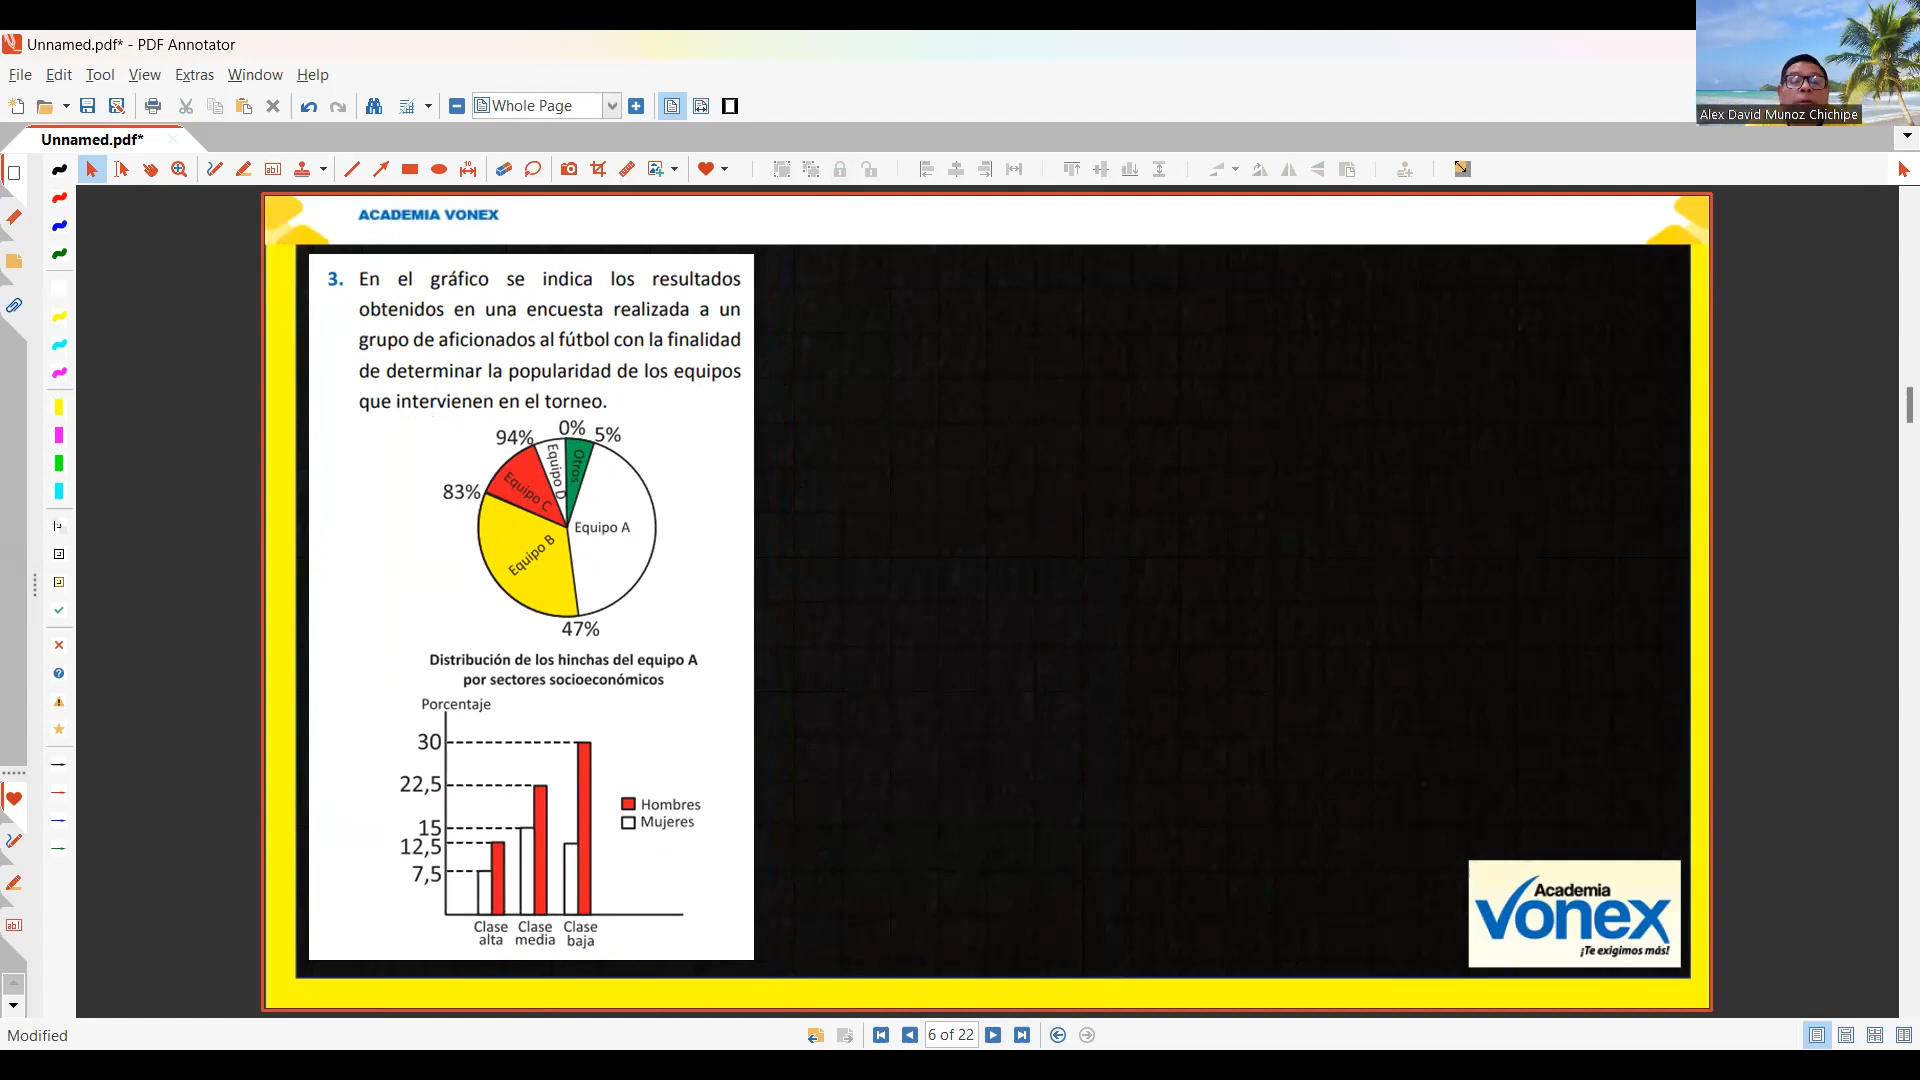 Unnamed.pdf* - PDF Annotator
File Edit Tool View Extras Window Help
Whole Page
Alex David Munoz Chichipe
Unnamed.pdf*
ACADEMIA VONEX
3. En el gráfico se indica los resultados
obtenidos en una encuesta realizada a un
grupo de aficionados al fútbol con la finalidad
de determinar la popularidad de los equipos
que intervienen en el torneo.
94% 0% 5%
Equipo D
Otros
83%
Equipo C
Equipo A
Equipo B
47%
Distribución de los hinchas del equipo A
por sectores socioeconómicos
Porcentaje
30
22,5
15
12,5
7,5
Hombres
Mujeres
Clase alta
Clase media
Clase baja
Academia
Vonex
¡Te exigimos más!
Modified
6 of 22